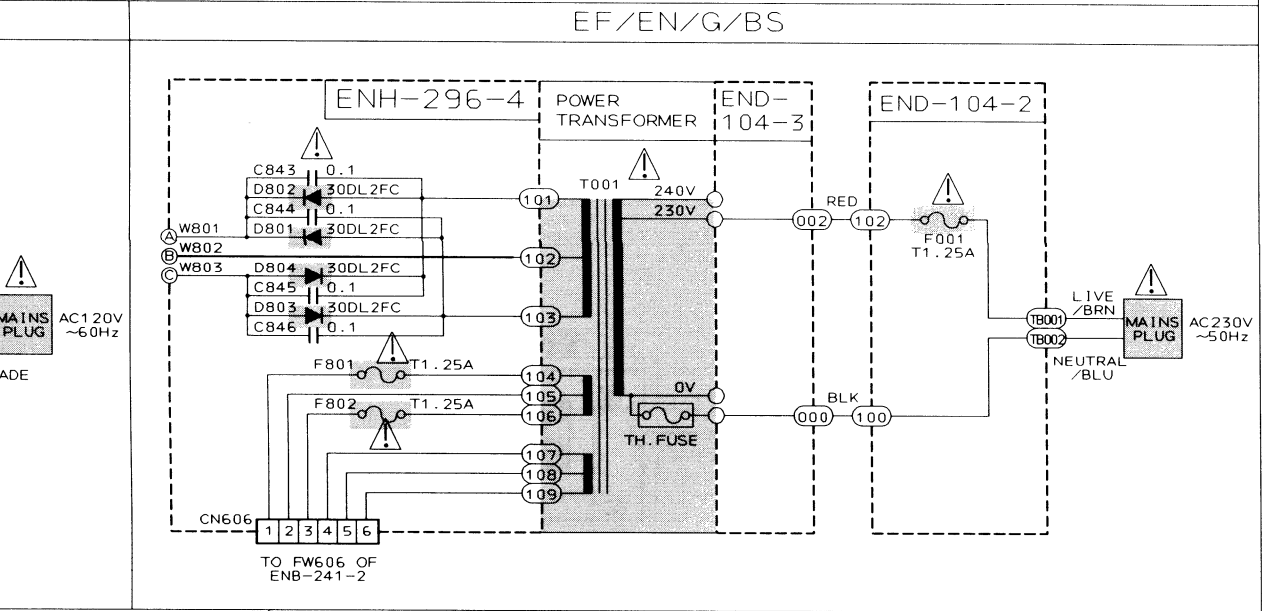 EF/EN/G/BS
ENH-296-4
POWER
TRANSFORMER
END-
104-3
END-104-2
C843 0.1
D802 30DL2FC
C844 0.1
D801 30DL2FC
A W801
B W802
C W803
D804 30DL2FC
C845 0.1
D803 30DL2FC
C846 0.1
F801 T1.25A
F802 T1.25A
101
102
103
104
105
106
107
108
109
T001
240V
230V
0V
TH.FUSE
RED
002 102
F001
T1.25A
BLK
000 100
TB001
TB002
LIVE
/BRN
NEUTRAL
/BLU
MAINS
PLUG
AC230V
~50Hz
MAINS
PLUG
AC120V
~60Hz
ADE
CN606
1 2 3 4 5 6
TO FW606 OF
ENB-241-2